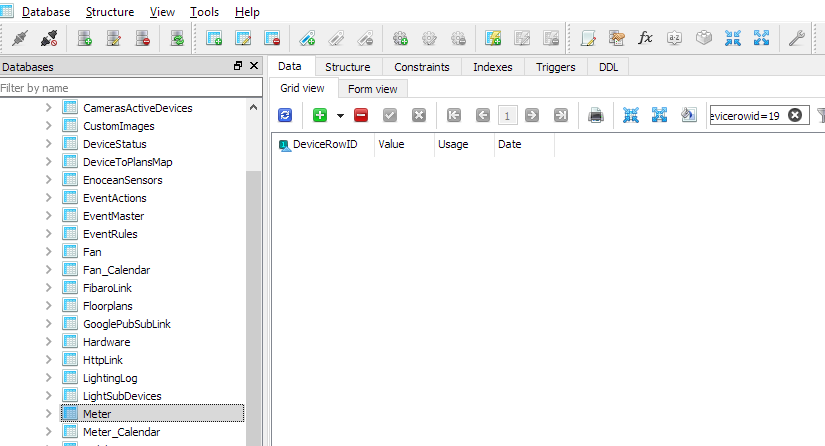 Database Structure View Tools Help
Databases
Filter by name
CamerasActiveDevices
CustomImages
DeviceStatus
DeviceToPlansMap
EnoceanSensors
EventActions
EventMaster
EventRules
Fan
Fan_Calendar
FibaroLink
Floorplans
GooglePubSubLink
Hardware
HttpLink
LightingLog
LightSubDevices
Meter
Meter_Calendar
Data Structure Constraints Indexes Triggers DDL
Grid view Form view
1 evicerowid=19
DeviceRowID Value Usage Date